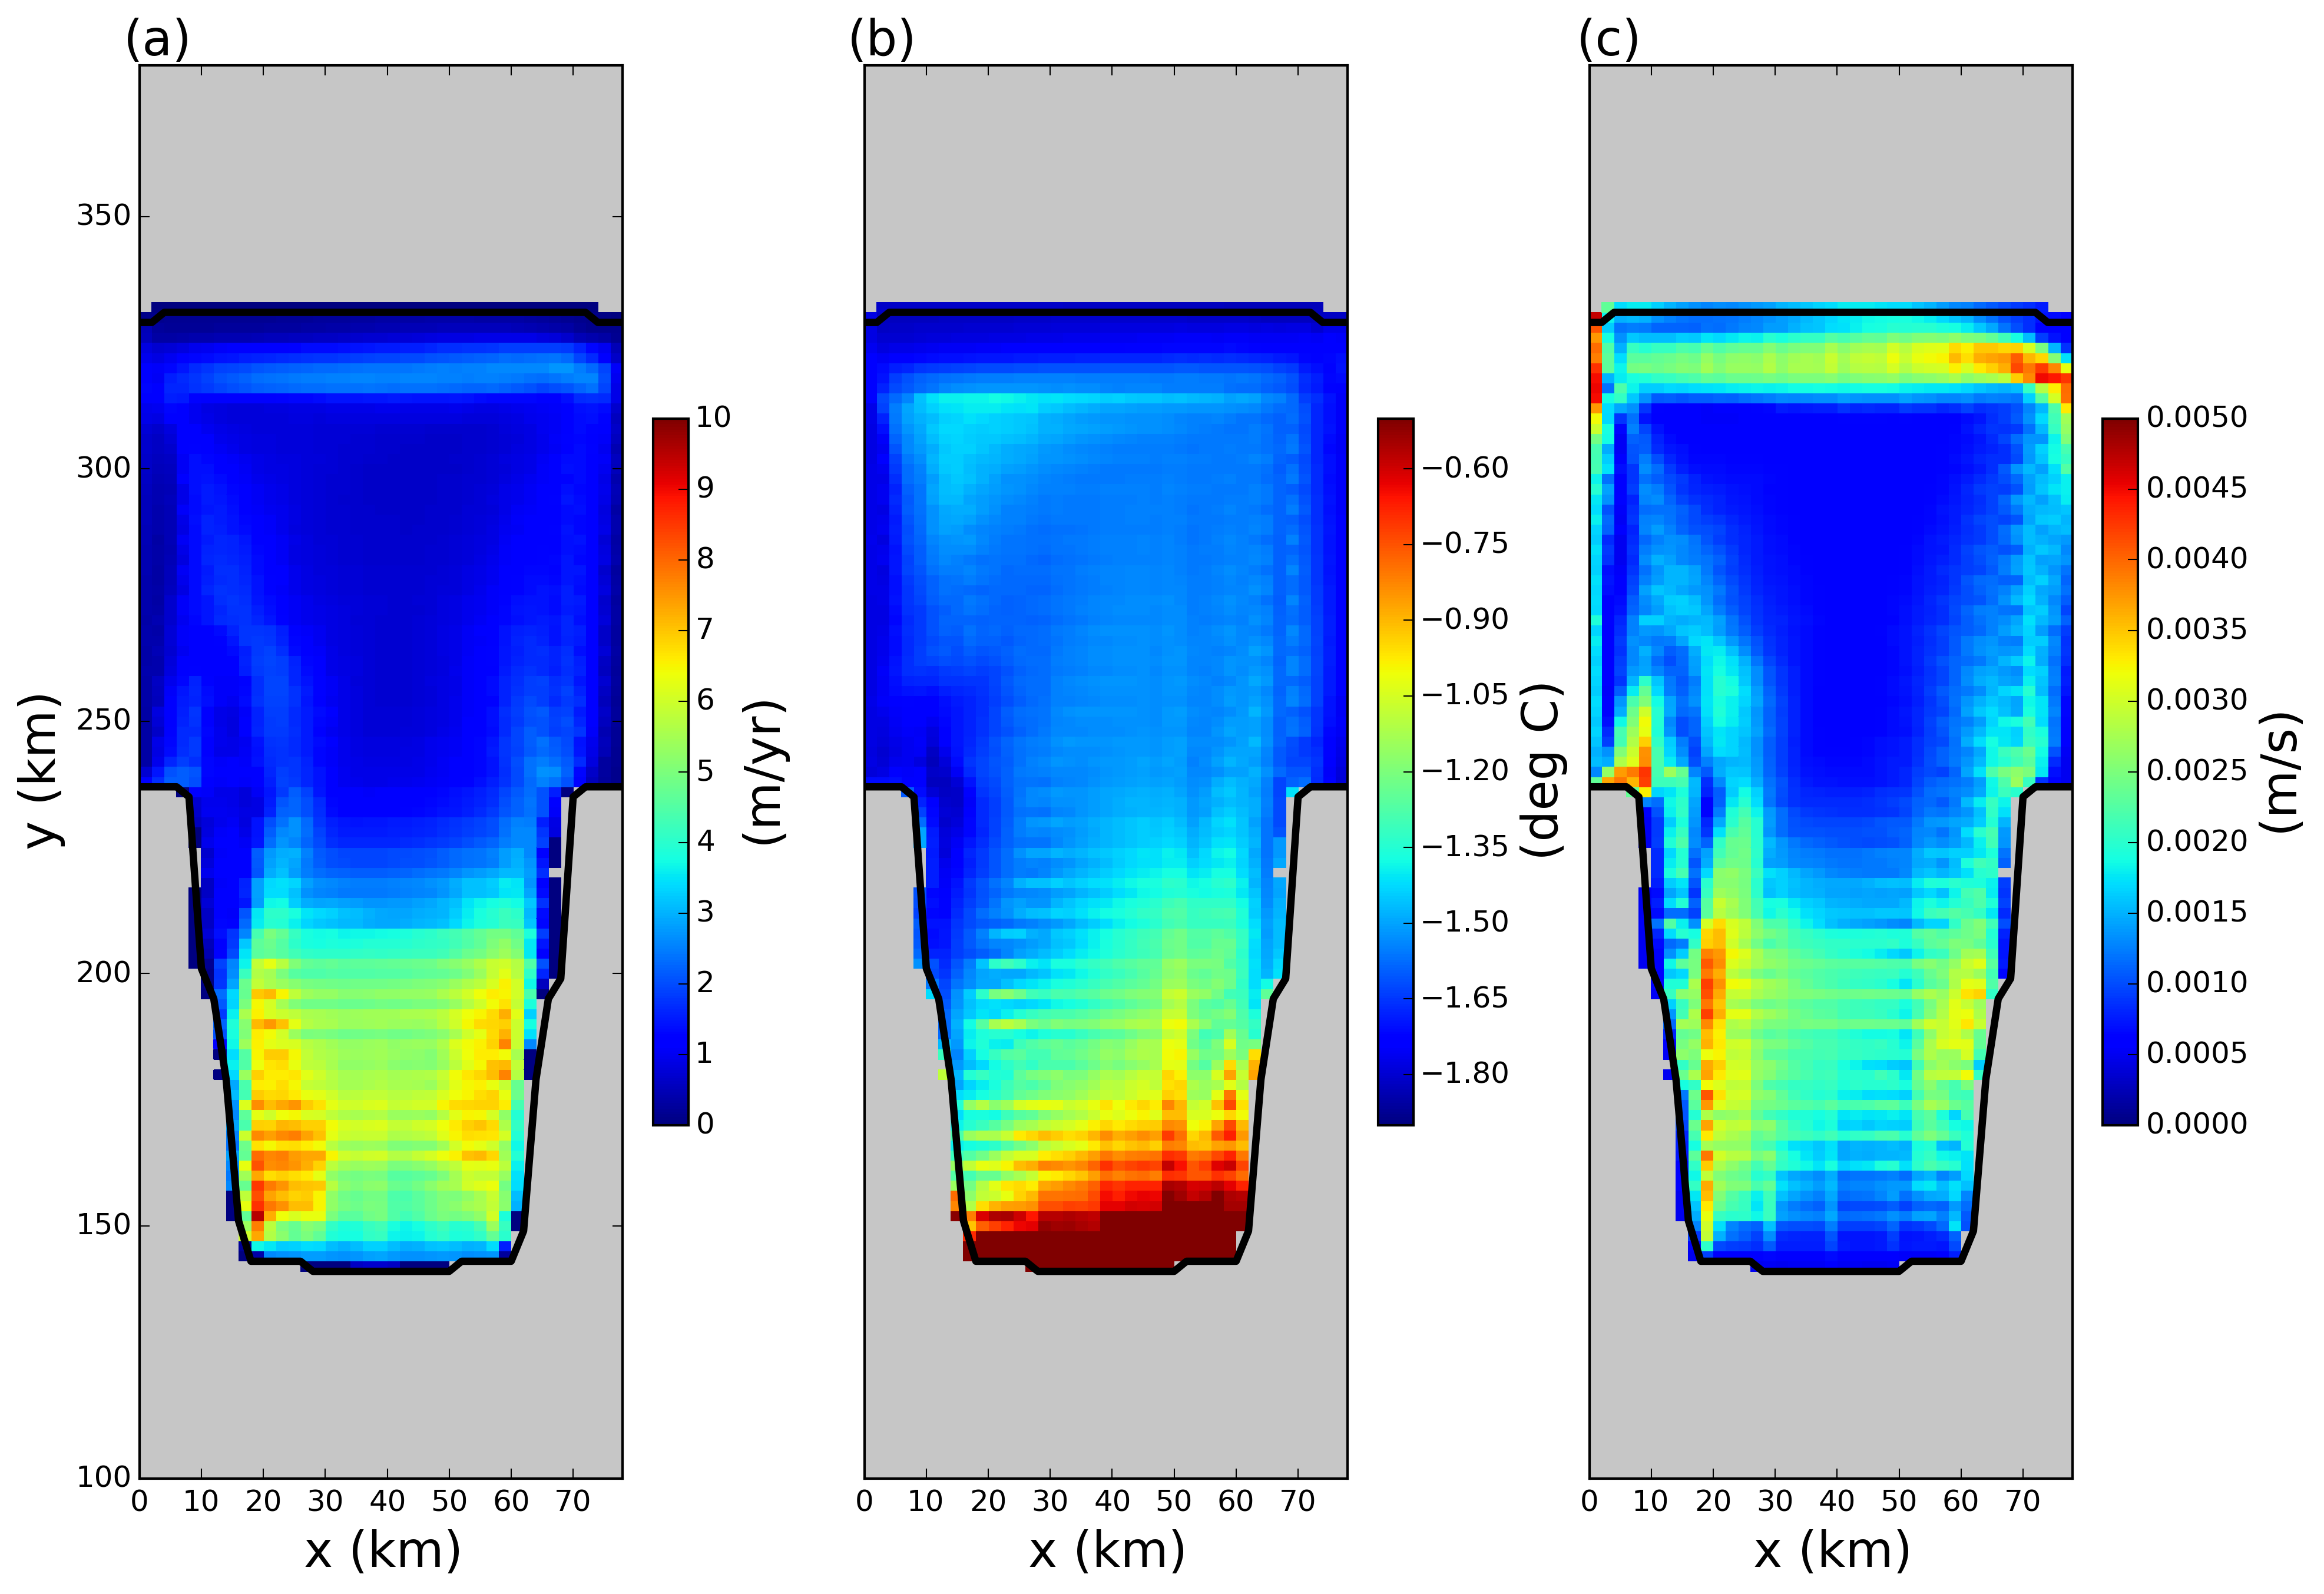 (a)
(b)
(c)
350
300
250
200
150
100
y (km)
0 10 20 30 40 50 60 70
x (km)
10
9
8
7
6
5
4
3
2
1
0
(m/yr)
0 10 20 30 40 50 60 70
x (km)
−0.60
−0.75
−0.90
−1.05
−1.20
−1.35
−1.50
−1.65
−1.80
(deg C)
0 10 20 30 40 50 60 70
x (km)
0.0050
0.0045
0.0040
0.0035
0.0030
0.0025
0.0020
0.0015
0.0010
0.0005
0.0000
(m/s)